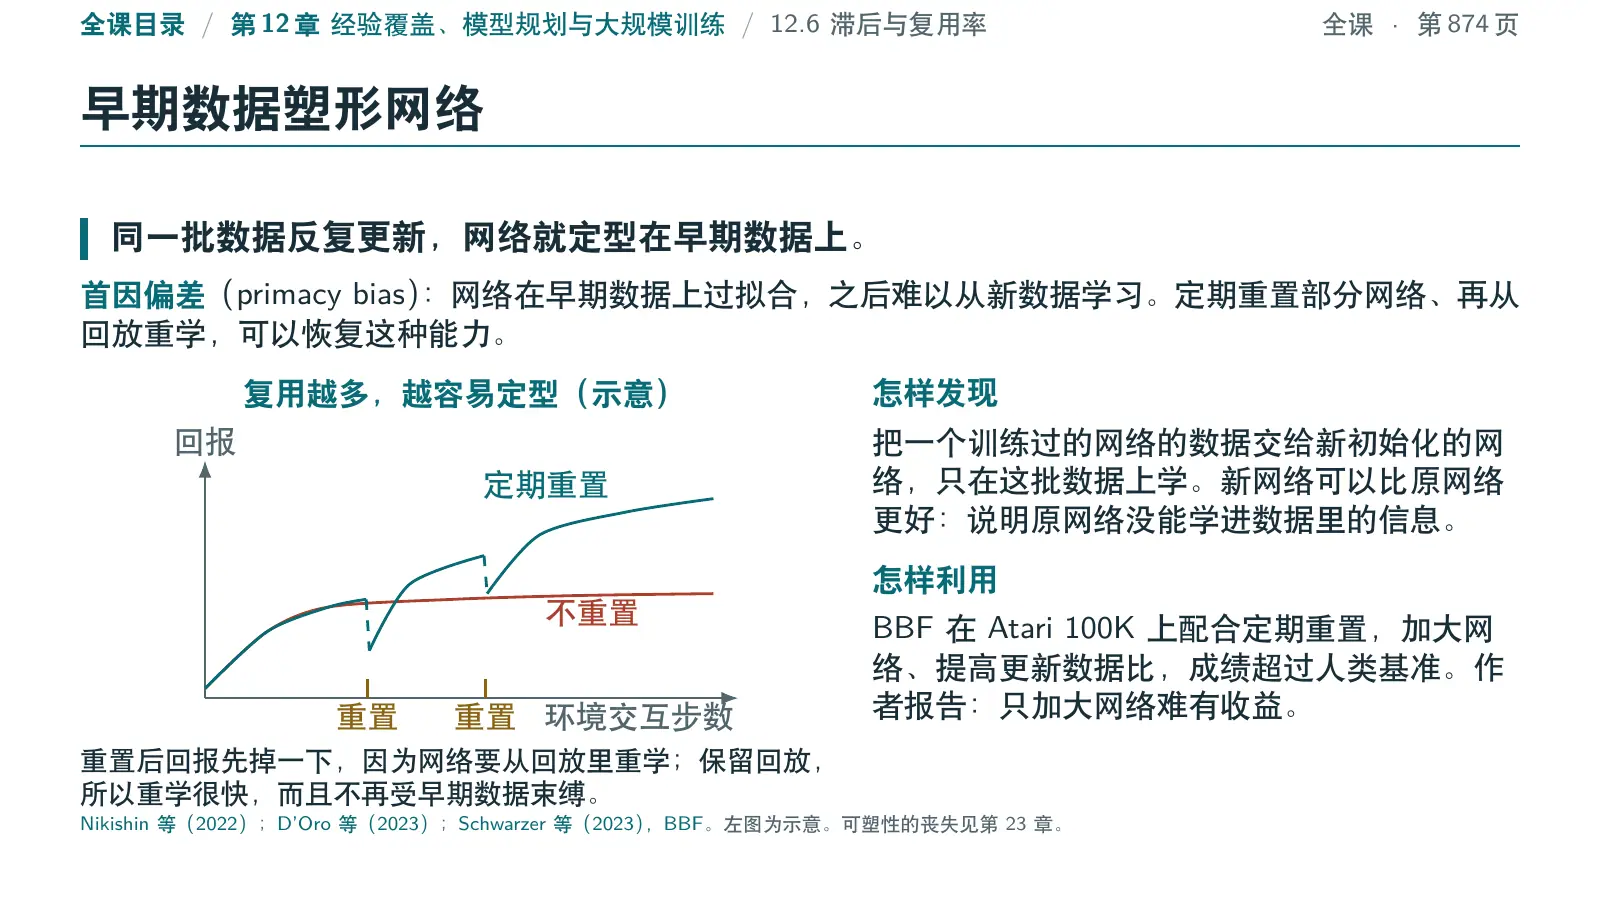 全课目录 / 第 12 章 经验覆盖、模型规划与大规模训练 / 12.6 滞后与复用率
全课 · 第 874 页
早期数据塑形网络
同一批数据反复更新，网络就定型在早期数据上。
首因偏差（primacy bias）：网络在早期数据上过拟合，之后难以从新数据学习。定期重置部分网络、再从
回放重学，可以恢复这种能力。
复用越多，越容易定型（示意）
回报
定期重置
不重置
重置
重置
环境交互步数
重置后回报先掉一下，因为网络要从回放里重学；保留回放，
所以重学很快，而且不再受早期数据束缚。
怎样发现
把一个训练过的网络的数据交给新初始化的网
络，只在这批数据上学。新网络可以比原网络
更好：说明原网络没能学进数据里的信息。
怎样利用
BBF 在 Atari 100K 上配合定期重置，加大网
络、提高更新数据比，成绩超过人类基准。作
者报告：只加大网络难有收益。
Nikishin 等（2022）；D'Oro 等（2023）；Schwarzer 等（2023），BBF。左图为示意。可塑性的丧失见第 23 章。